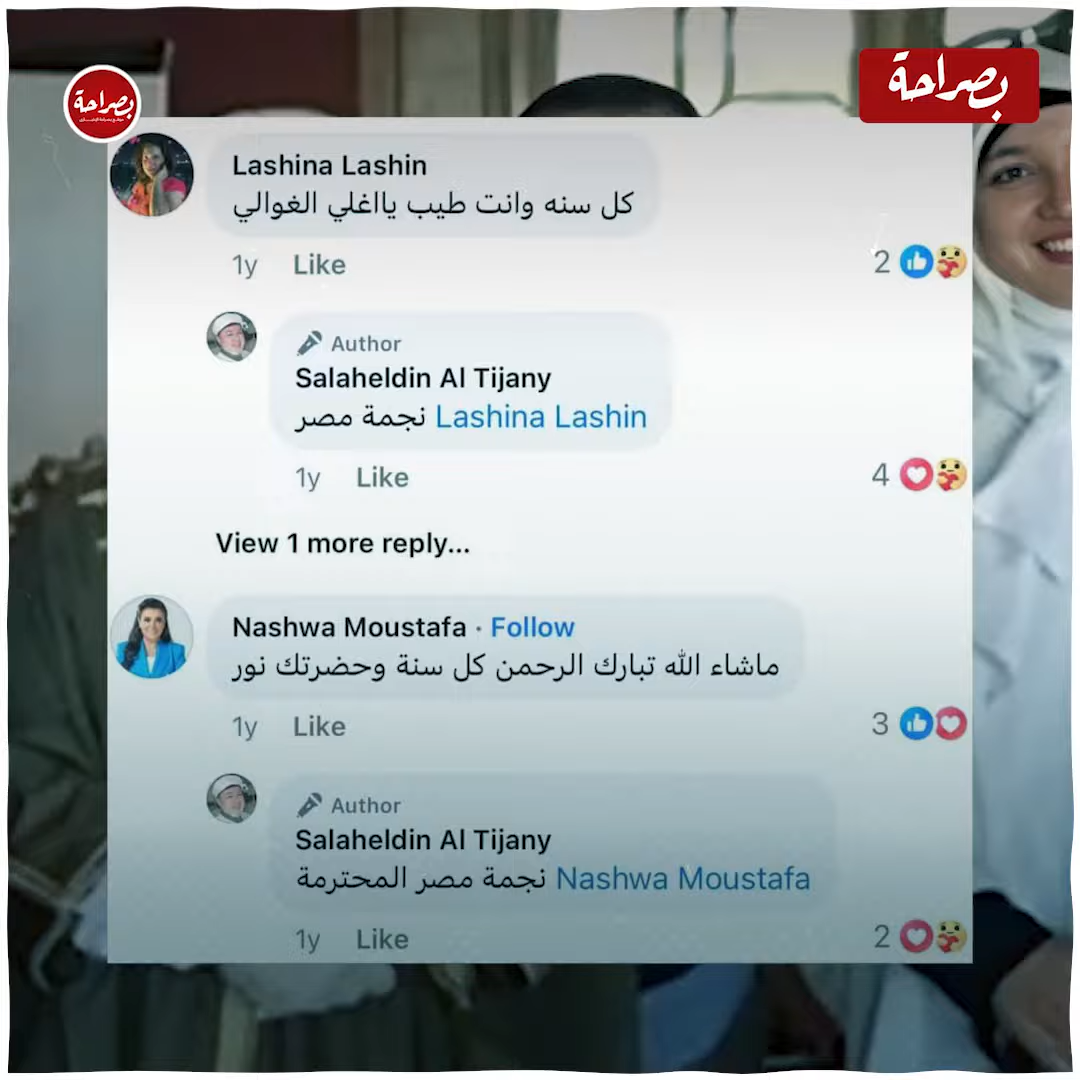 بصراحة
بصراحة
Lashina Lashin
كل سنه وانت طيب يااغلي الغوالي
1y Like 2
Author
Salaheldin Al Tijany
Lashina Lashin نجمة مصر
1y Like 4
View 1 more reply...
Nashwa Moustafa · Follow
ماشاء الله تبارك الرحمن كل سنة وحضرتك نور
1y Like 3
Author
Salaheldin Al Tijany
Nashwa Moustafa نجمة مصر المحترمة
1y Like 2